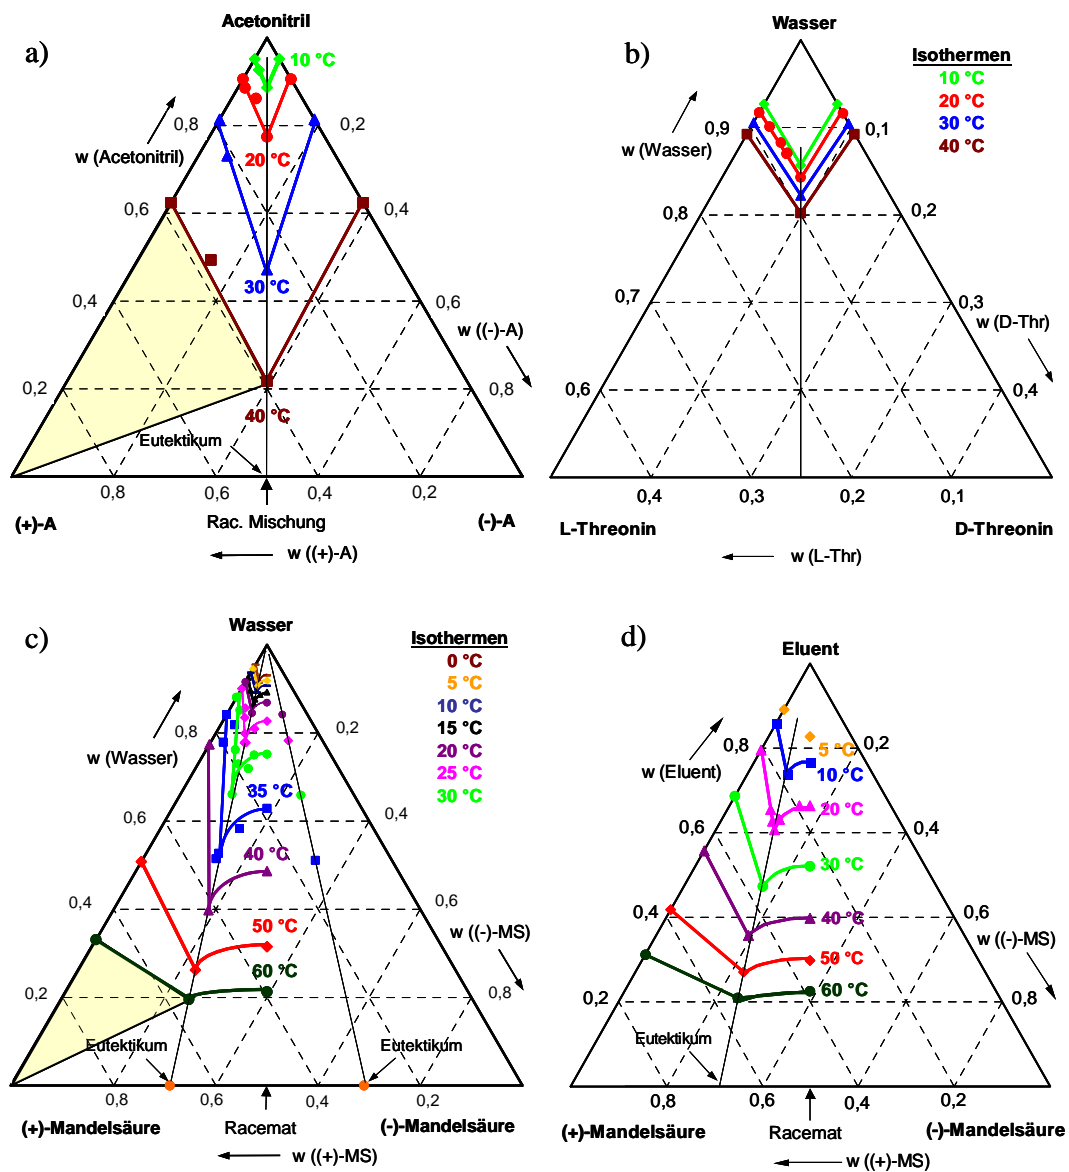 a)
Acetonitril
10 °C
0,8
0,2
w (Acetonitril)
20 °C
0,6
0,4
30 °C
0,4
0,6
w ((-)-A)
0,2
0,8
40 °C
Eutektikum
0,8
0,6
0,4
0,2
(+)-A
Rac. Mischung
(-)-A
w ((+)-A)
b)
Wasser
Isothermen
10 °C
20 °C
30 °C
40 °C
0,9
0,1
w (Wasser)
0,8
0,2
0,7
0,3
w (D-Thr)
0,6
0,4
0,4
0,3
0,2
0,1
L-Threonin
D-Threonin
w (L-Thr)
c)
Wasser
Isothermen
0 °C
5 °C
10 °C
15 °C
20 °C
25 °C
30 °C
0,8
0,2
w (Wasser)
35 °C
0,6
0,4
40 °C
0,4
0,6
50 °C
w ((-)-MS)
60 °C
0,2
0,8
Eutektikum
Eutektikum
0,8
0,6
0,4
0,2
(+)-Mandelsäure
Racemat
(-)-Mandelsäure
w ((+)-MS)
d)
Eluent
0,8
5 °C
0,2
w (Eluent)
10 °C
20 °C
0,6
0,4
30 °C
0,4
40 °C
0,6
w ((-)-MS)
50 °C
60 °C
0,2
0,8
Eutektikum
0,8
0,6
0,4
0,2
(+)-Mandelsäure
Racemat
(-)-Mandelsäure
w ((+)-MS)